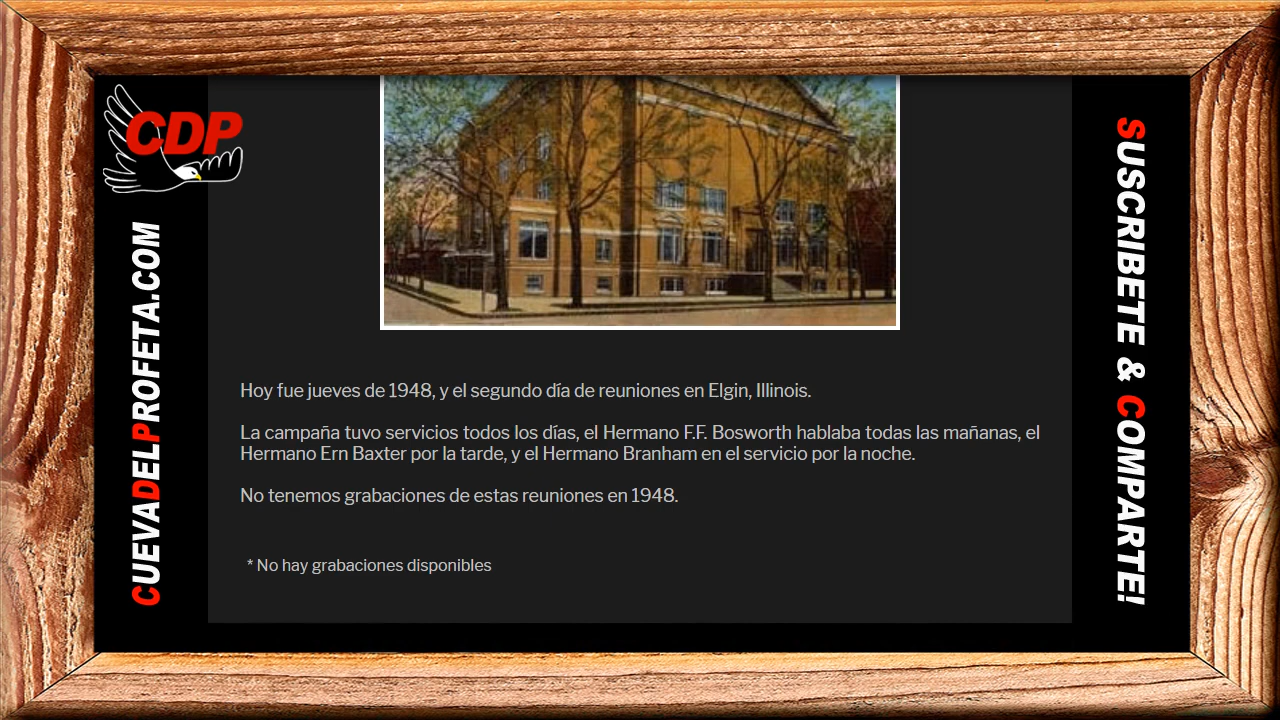 CDP
CUEVADELPROFETA.COM
SUSCRIBETE & COMPARTE!
Hoy fue jueves de 1948, y el segundo día de reuniones en Elgin, Illinois.
La campaña tuvo servicios todos los días, el Hermano F.F. Bosworth hablaba todas las mañanas, el
Hermano Ern Baxter por la tarde, y el Hermano Branham en el servicio por la noche.
No tenemos grabaciones de estas reuniones en 1948.
* No hay grabaciones disponibles